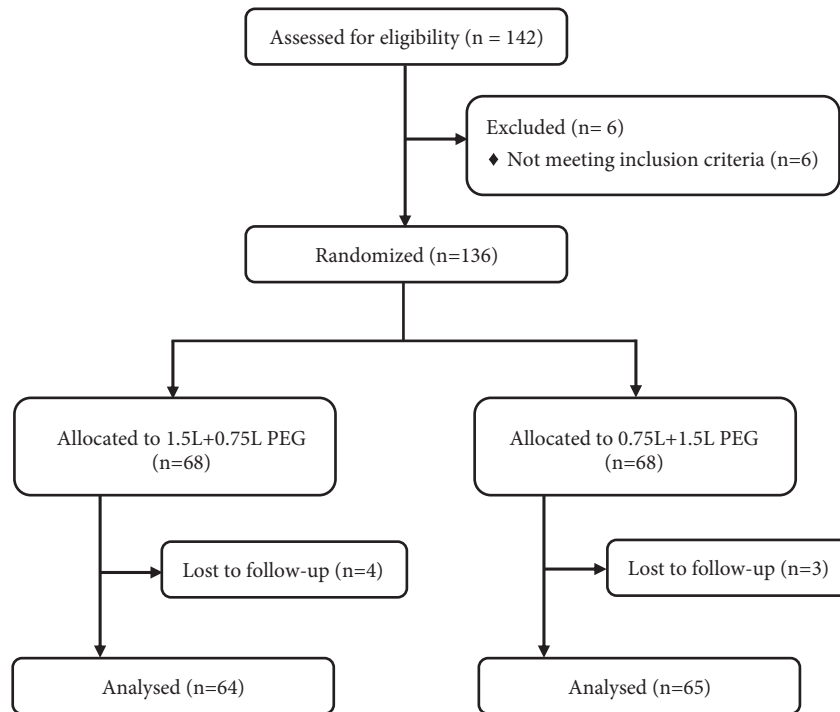 Assessed for eligibility (n = 142)
Excluded (n= 6)
♦ Not meeting inclusion criteria (n=6)
Randomized (n=136)
Allocated to 1.5L+0.75L PEG
(n=68)
Allocated to 0.75L+1.5L PEG
(n=68)
Lost to follow-up (n=4)
Lost to follow-up (n=3)
Analysed (n=64)
Analysed (n=65)